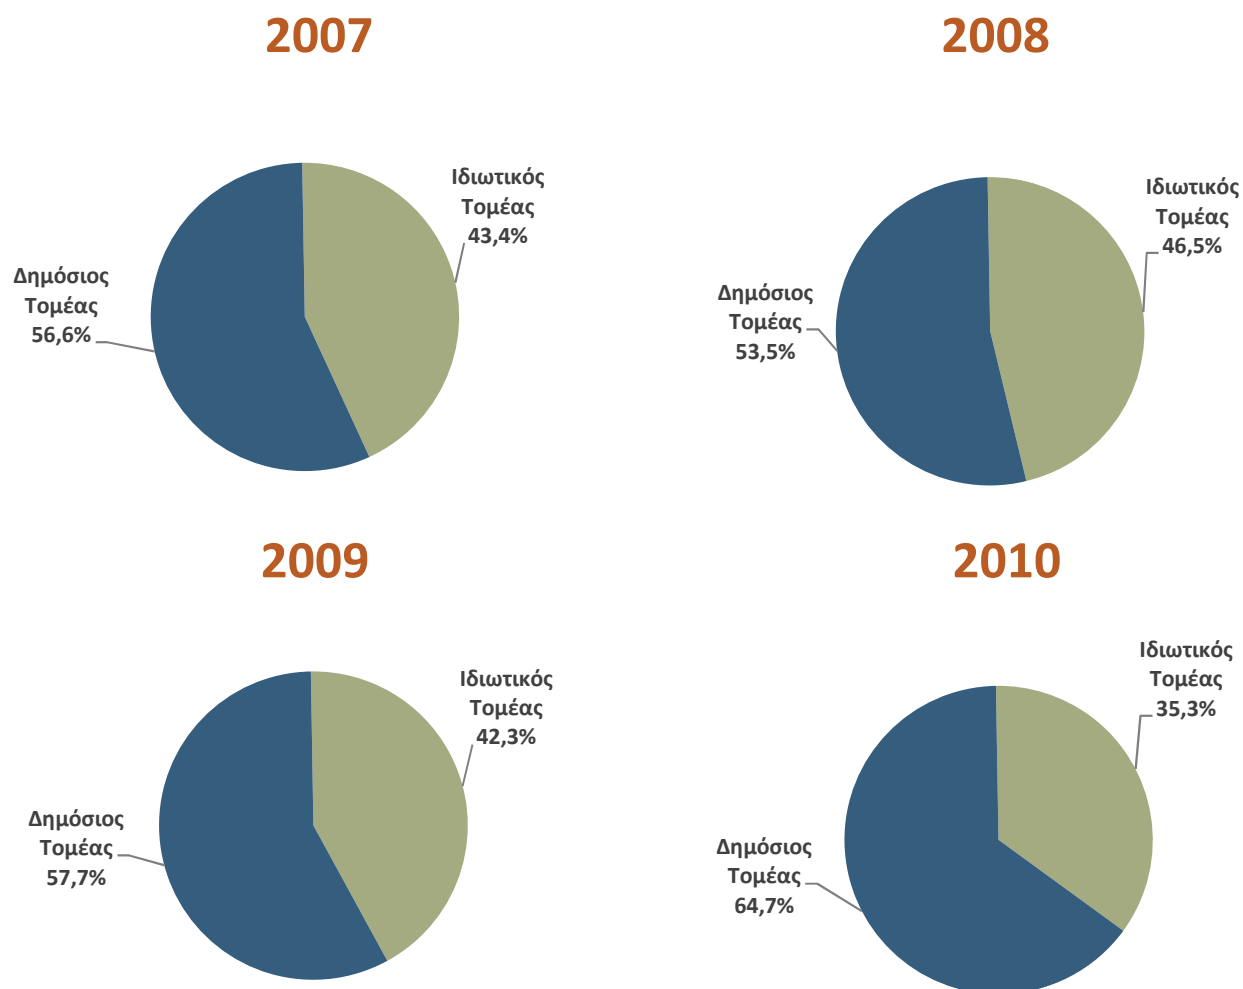 2007
Ιδιωτικός
Τομέας
43,4%
Δημόσιος
Τομέας
56,6%
2008
Ιδιωτικός
Τομέας
46,5%
Δημόσιος
Τομέας
53,5%
2009
Ιδιωτικός
Τομέας
42,3%
Δημόσιος
Τομέας
57,7%
2010
Ιδιωτικός
Τομέας
35,3%
Δημόσιος
Τομέας
64,7%